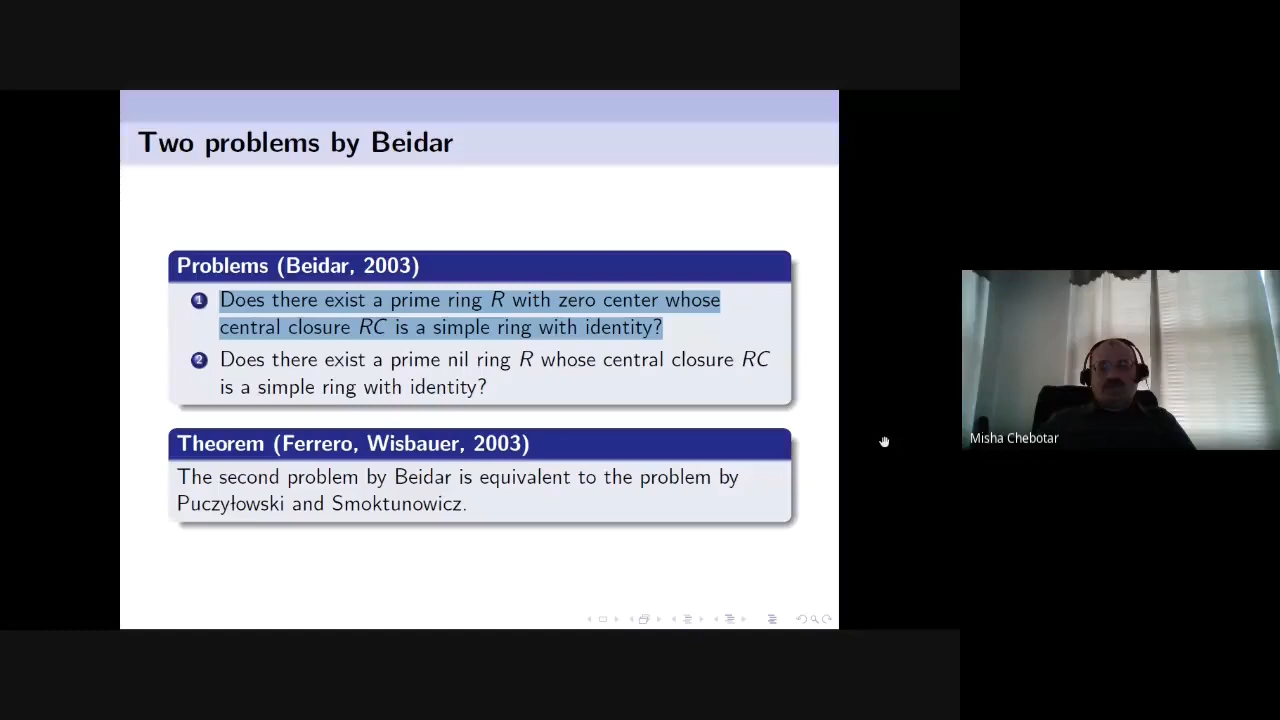 Two problems by Beidar
Problems (Beidar, 2003)
1 Does there exist a prime ring R with zero center whose
central closure RC is a simple ring with identity?
2 Does there exist a prime nil ring R whose central closure RC
is a simple ring with identity?
Theorem (Ferrero, Wisbauer, 2003)
The second problem by Beidar is equivalent to the problem by
Puczyłowski and Smoktunowicz.
Misha Chebotar